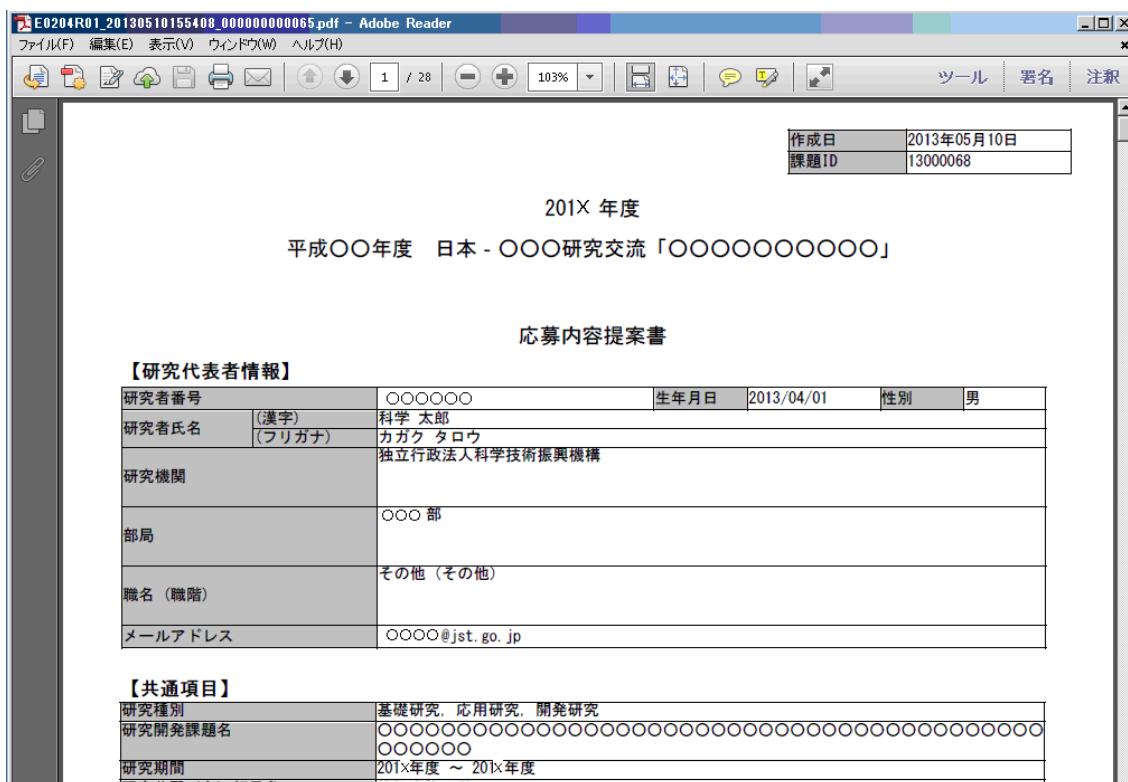 E0204R01_20130510155408_000000000065.pdf - Adobe Reader
ファイル(F) 編集(E) 表示(V) ウィンドウ(W) ヘルプ(H)
1 / 28 103% ツール 署名 注釈
作成日 2013年05月10日
課題ID 13000068
201X 年度
平成〇〇年度 日本 - 〇〇〇研究交流「〇〇〇〇〇〇〇〇〇〇」
応募内容提案書
【研究代表者情報】
研究者番号 〇〇〇〇〇〇 生年月日 2013/04/01 性別 男
研究者氏名 (漢字) 科学 太郎
(フリガナ) カガク タロウ
研究機関 独立行政法人科学技術振興機構
部局 〇〇〇 部
職名（職階） その他（その他）
メールアドレス 〇〇〇〇@jst.go.jp
【共通項目】
研究種別 基礎研究, 応用研究, 開発研究
研究開発課題名 〇〇〇〇〇〇〇〇〇〇〇〇〇〇〇〇〇〇〇〇〇〇〇〇〇〇〇〇〇〇〇〇〇〇〇〇〇〇〇〇〇〇
〇〇〇〇〇〇
研究期間 201x年度 ～ 201x年度